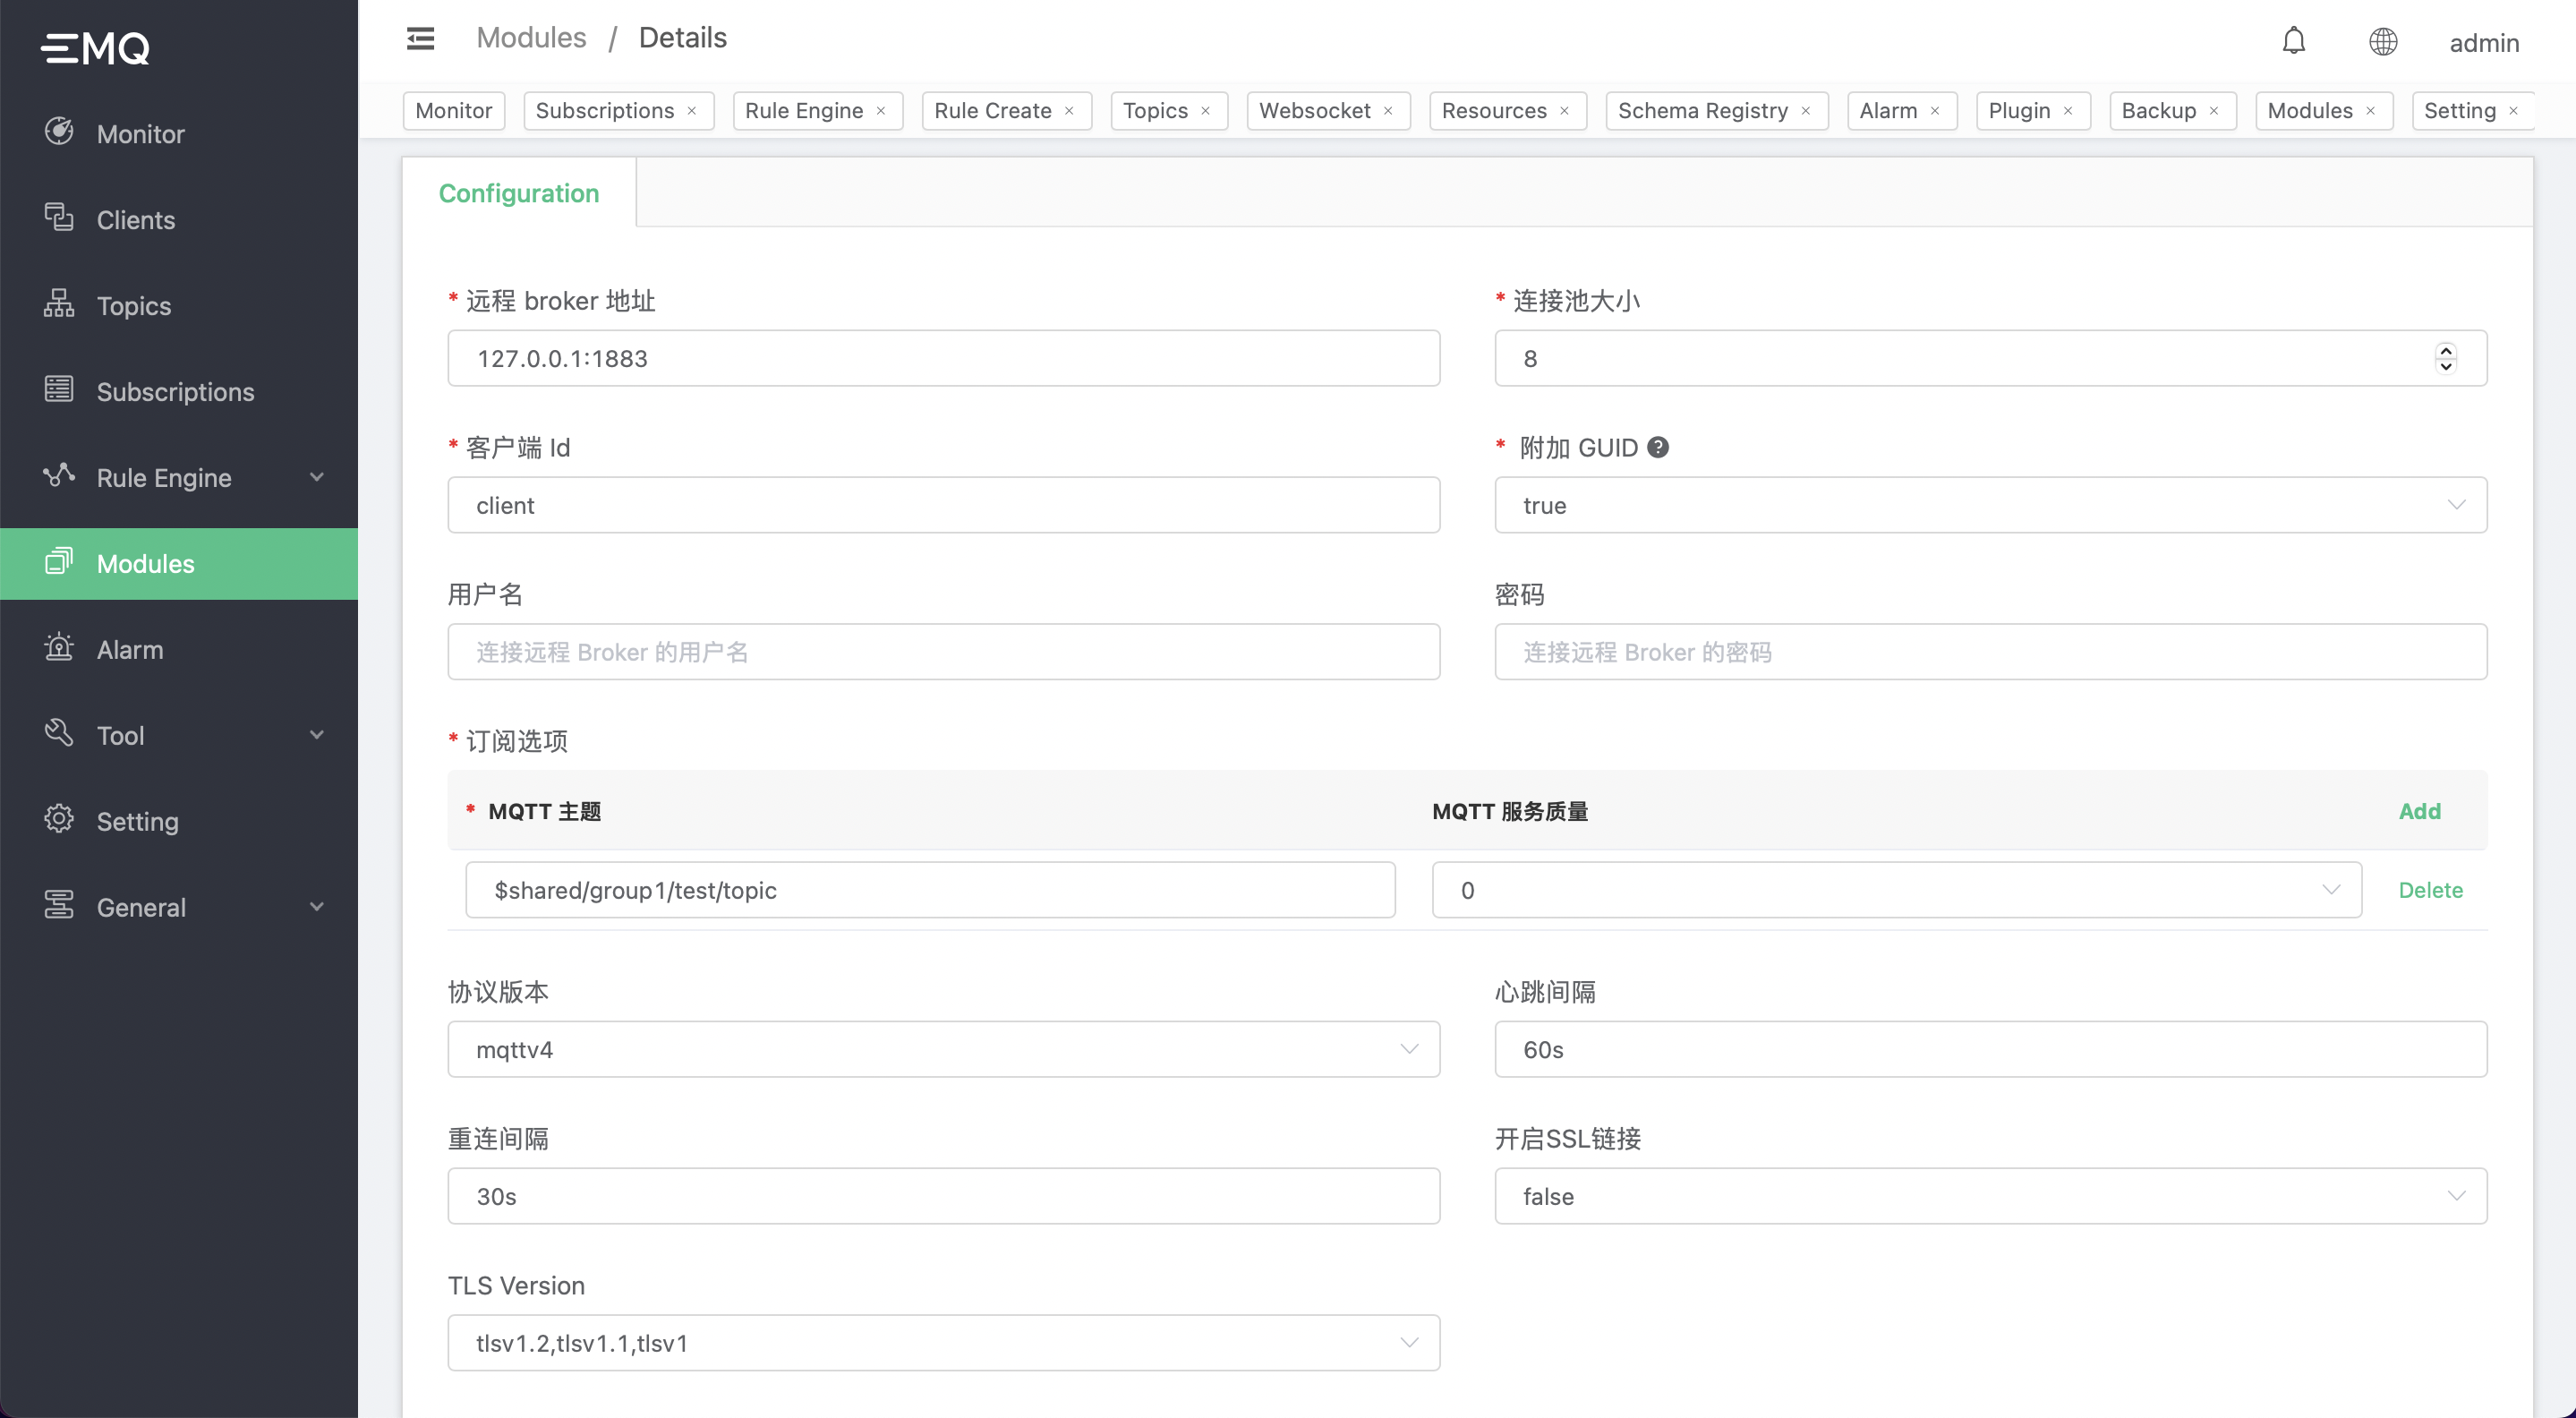 EMQ
Monitor
Clients
Topics
Subscriptions
Rule Engine
Modules
Alarm
Tool
Setting
General
Modules / Details
admin
Monitor Subscriptions × Rule Engine × Rule Create × Topics × Websocket × Resources × Schema Registry × Alarm × Plugin × Backup × Modules × Setting ×
Configuration
* 远程 broker 地址 * 连接池大小
127.0.0.1:1883 8
* 客户端 Id * 附加 GUID ?
client true
用户名 密码
连接远程 Broker 的用户名 连接远程 Broker 的密码
* 订阅选项
* MQTT 主题 MQTT 服务质量 Add
$shared/group1/test/topic 0 Delete
协议版本 心跳间隔
mqttv4 60s
重连间隔 开启SSL链接
30s false
TLS Version
tlsv1.2,tlsv1.1,tlsv1